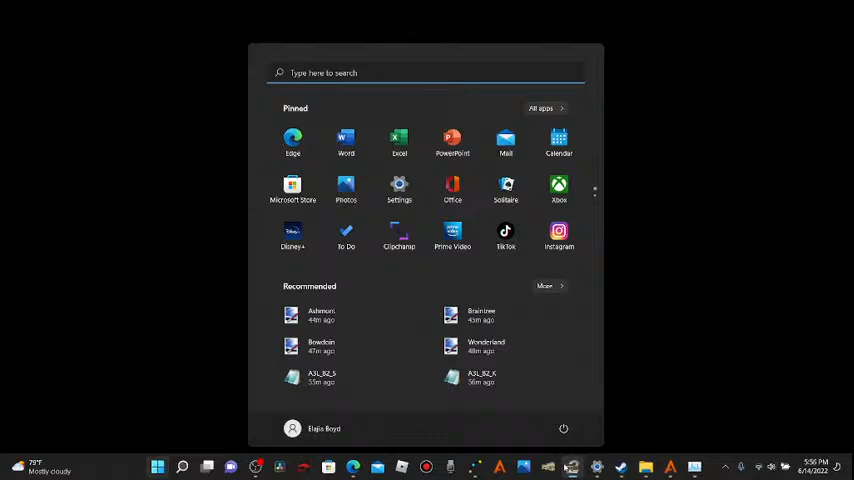 Type here to search
Pinned
All apps
Edge
Word
Excel
PowerPoint
Mail
Calendar
Microsoft Store
Photos
Settings
Office
Solitaire
Xbox
Disney+
To Do
Clipchamp
Prime Video
TikTok
Instagram
Recommended
More
Ashmont
44m ago
Braintree
45m ago
Bowdoin
47m ago
Wonderland
48m ago
A3L_B2_S
55m ago
A3L_B2_K
56m ago
Elajia Boyd
79°F
Mostly cloudy
5:56 PM
6/14/2022